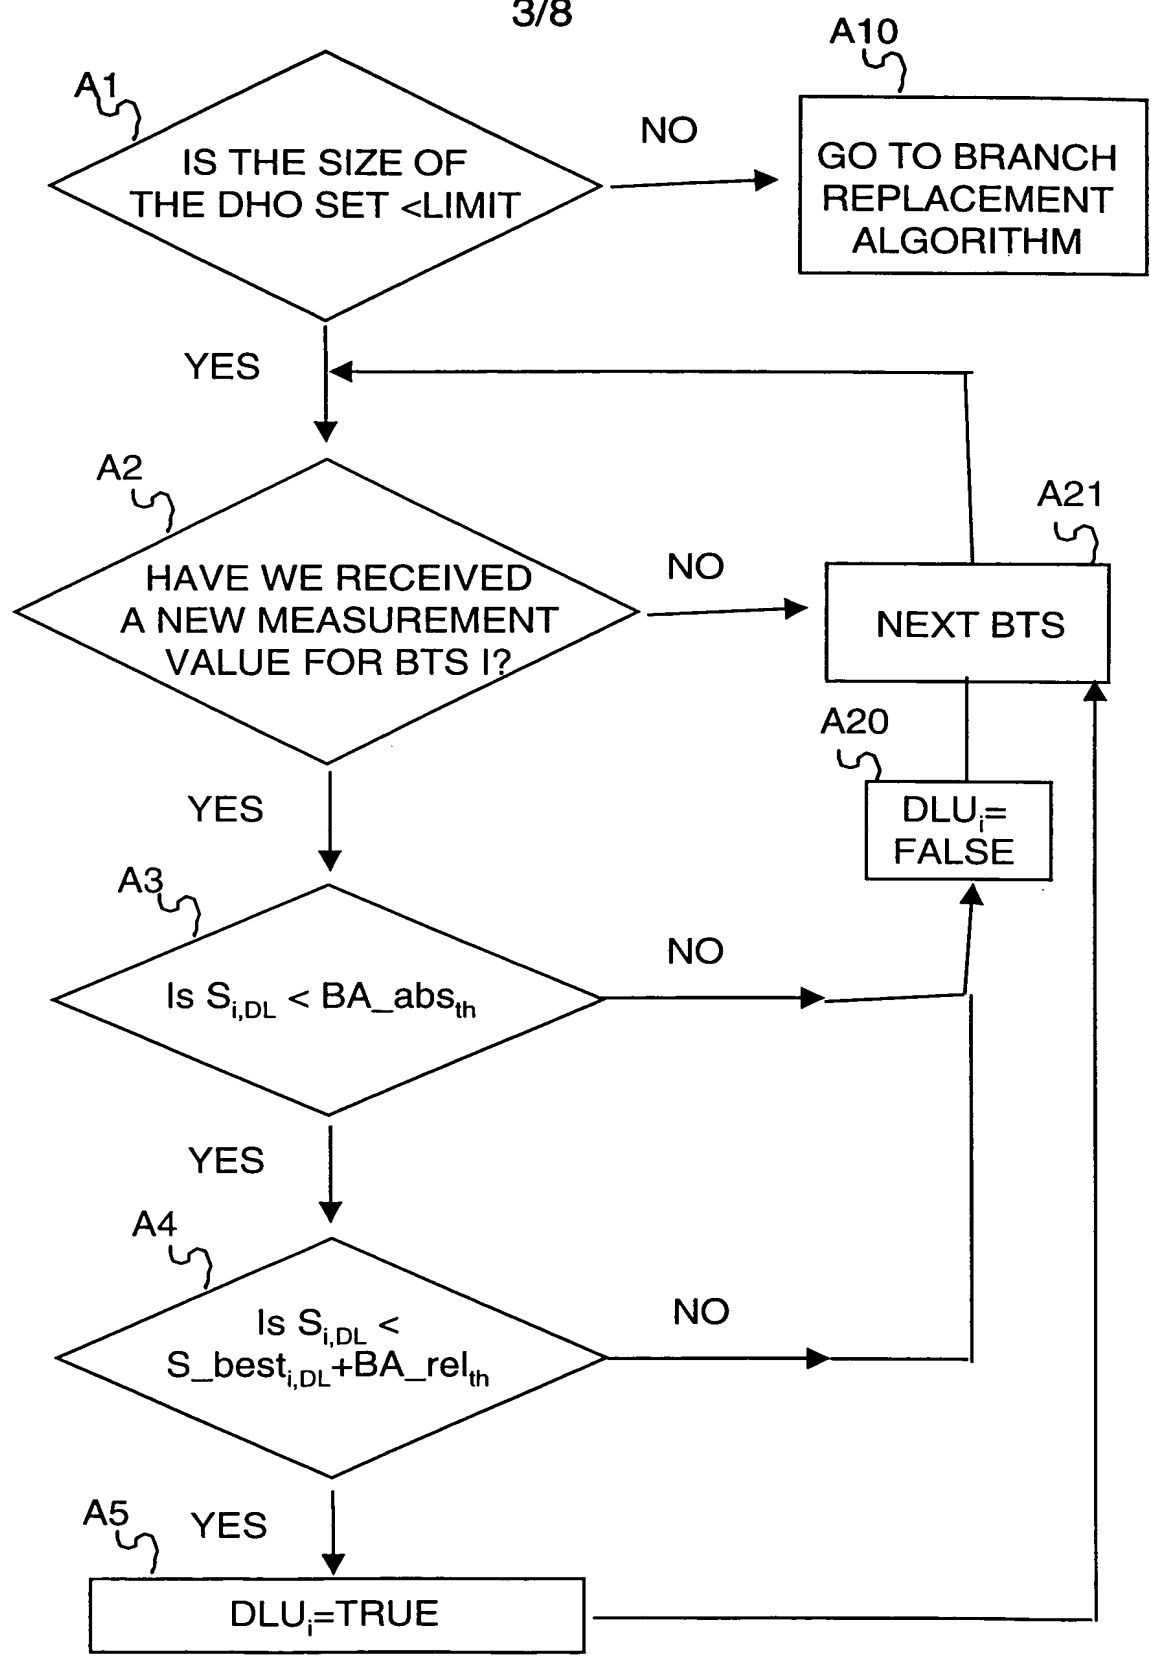 3/8
A10
A1
IS THE SIZE OF
THE DHO SET <LIMIT
NO
GO TO BRANCH
REPLACEMENT
ALGORITHM
YES
A2
A21
HAVE WE RECEIVED
A NEW MEASUREMENT
VALUE FOR BTS I?
NO
NEXT BTS
A20
YES
DLUi=
FALSE
A3
NO
Is Si,DL < BA_absth
YES
A4
NO
Is Si,DL <
S_besti,DL+BA_relth
A5
YES
DLUi=TRUE